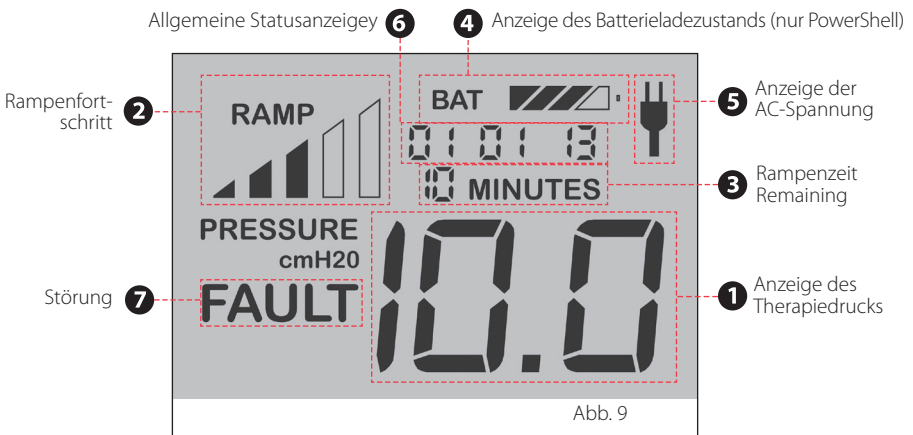 Allgemeine Statusanzeigey 6
4 Anzeige des Batterieladezustands (nur PowerShell)
Rampenfort-
schritt 2
RAMP
BAT
5 Anzeige der
AC-Spannung
01 01 13
10 MINUTES
3 Rampenzeit
Remaining
PRESSURE
cmH20
Störung 7
FAULT
10.0
1 Anzeige des
Therapiedrucks
Abb. 9